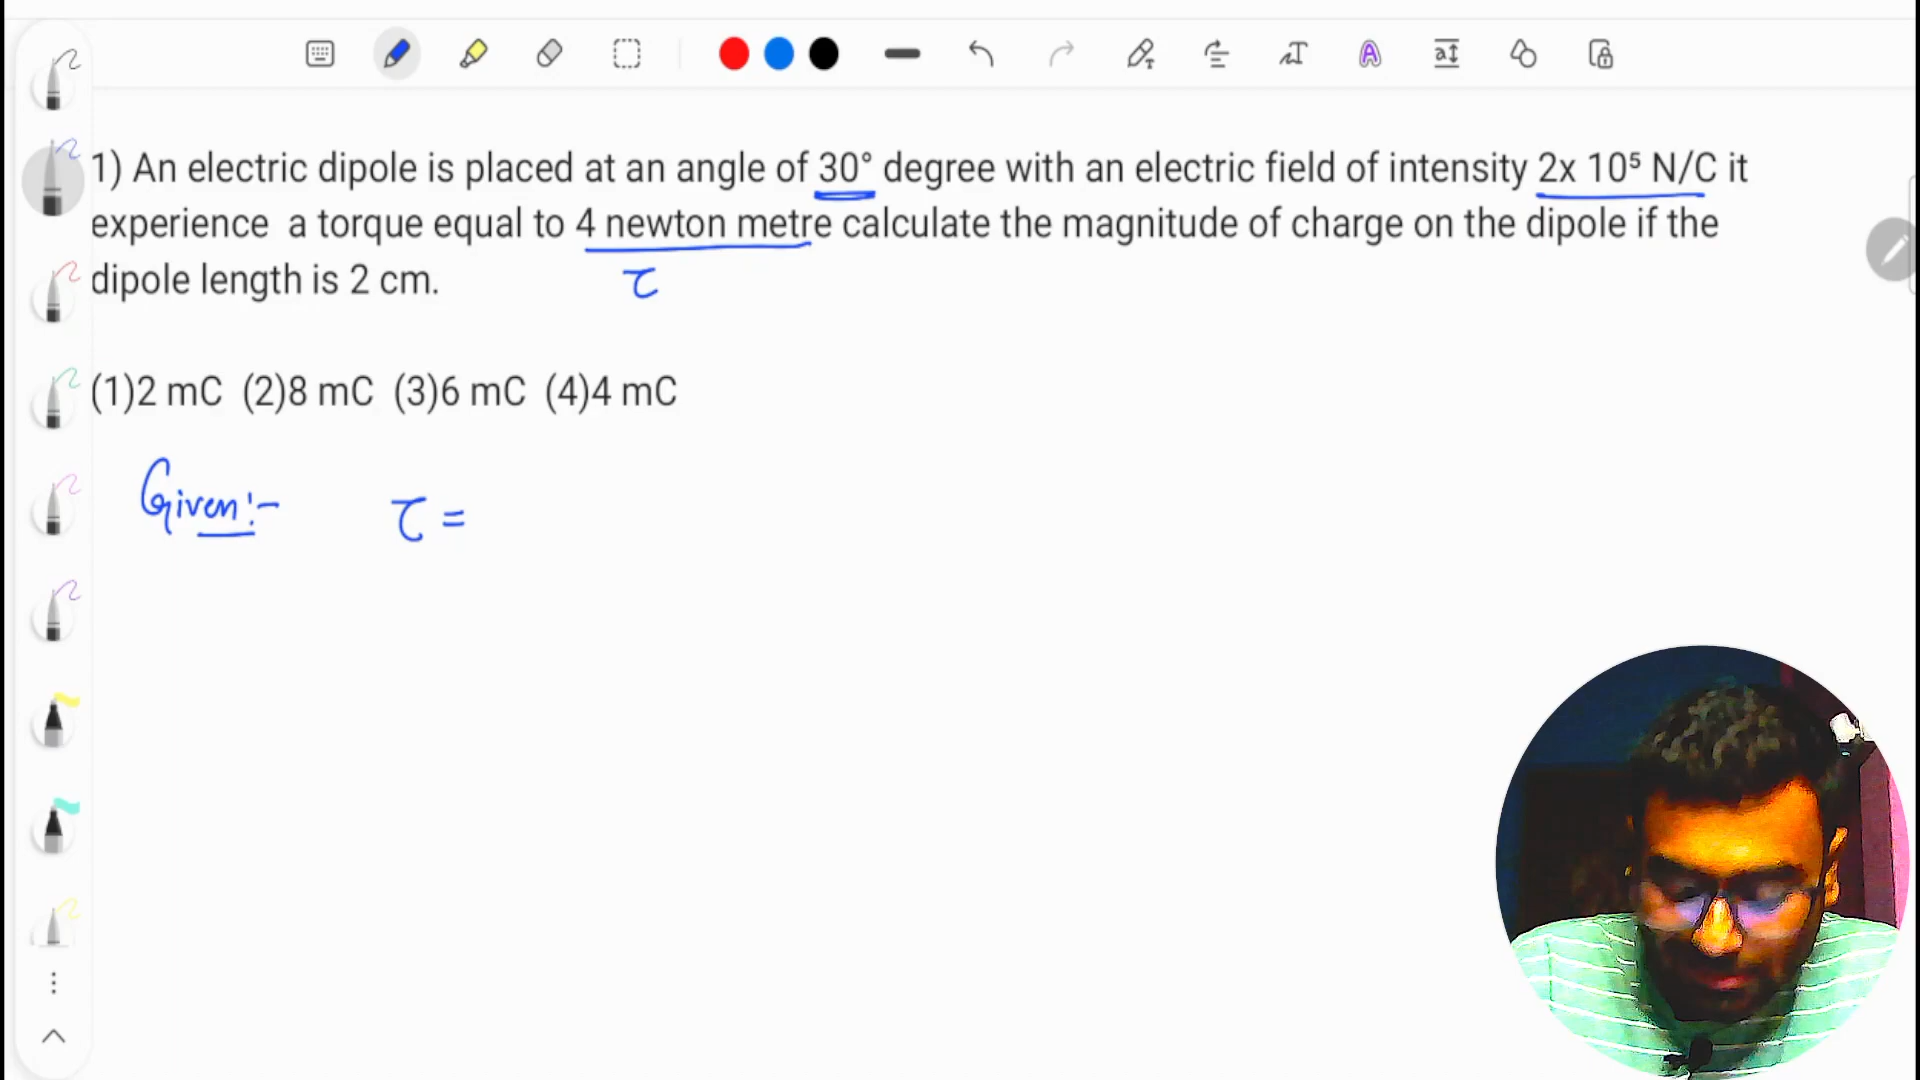 1) An electric dipole is placed at an angle of 30° degree with an electric field of intensity 2x 10⁵ N/C it
experience a torque equal to 4 newton metre calculate the magnitude of charge on the dipole if the
dipole length is 2 cm.
τ
(1)2 mC (2)8 mC (3)6 mC (4)4 mC
Given:- τ =